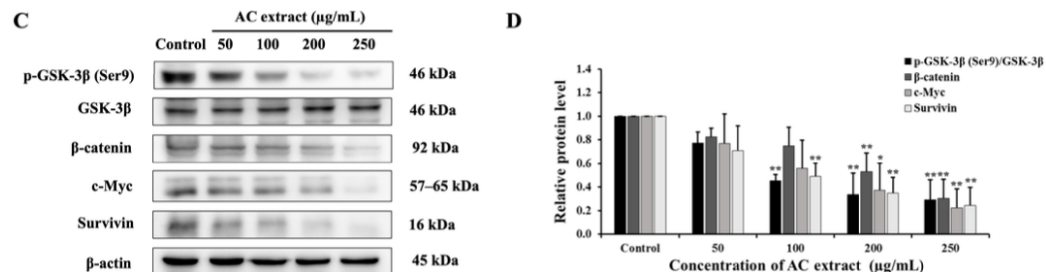 C
AC extract (µg/mL)
Control 50 100 200 250
p-GSK-3β (Ser9) 46 kDa
GSK-3β 46 kDa
β-catenin 92 kDa
c-Myc 57–65 kDa
Survivin 16 kDa
β-actin 45 kDa
D
p-GSK-3β (Ser9)/GSK-3β
β-catenin
c-Myc
Survivin
Relative protein level
1.4
1.2
1.0
0.8
0.6
0.4
0.2
0.0
** ** ** ** * ** **** ** **
Control 50 100 200 250
Concentration of AC extract (µg/mL)